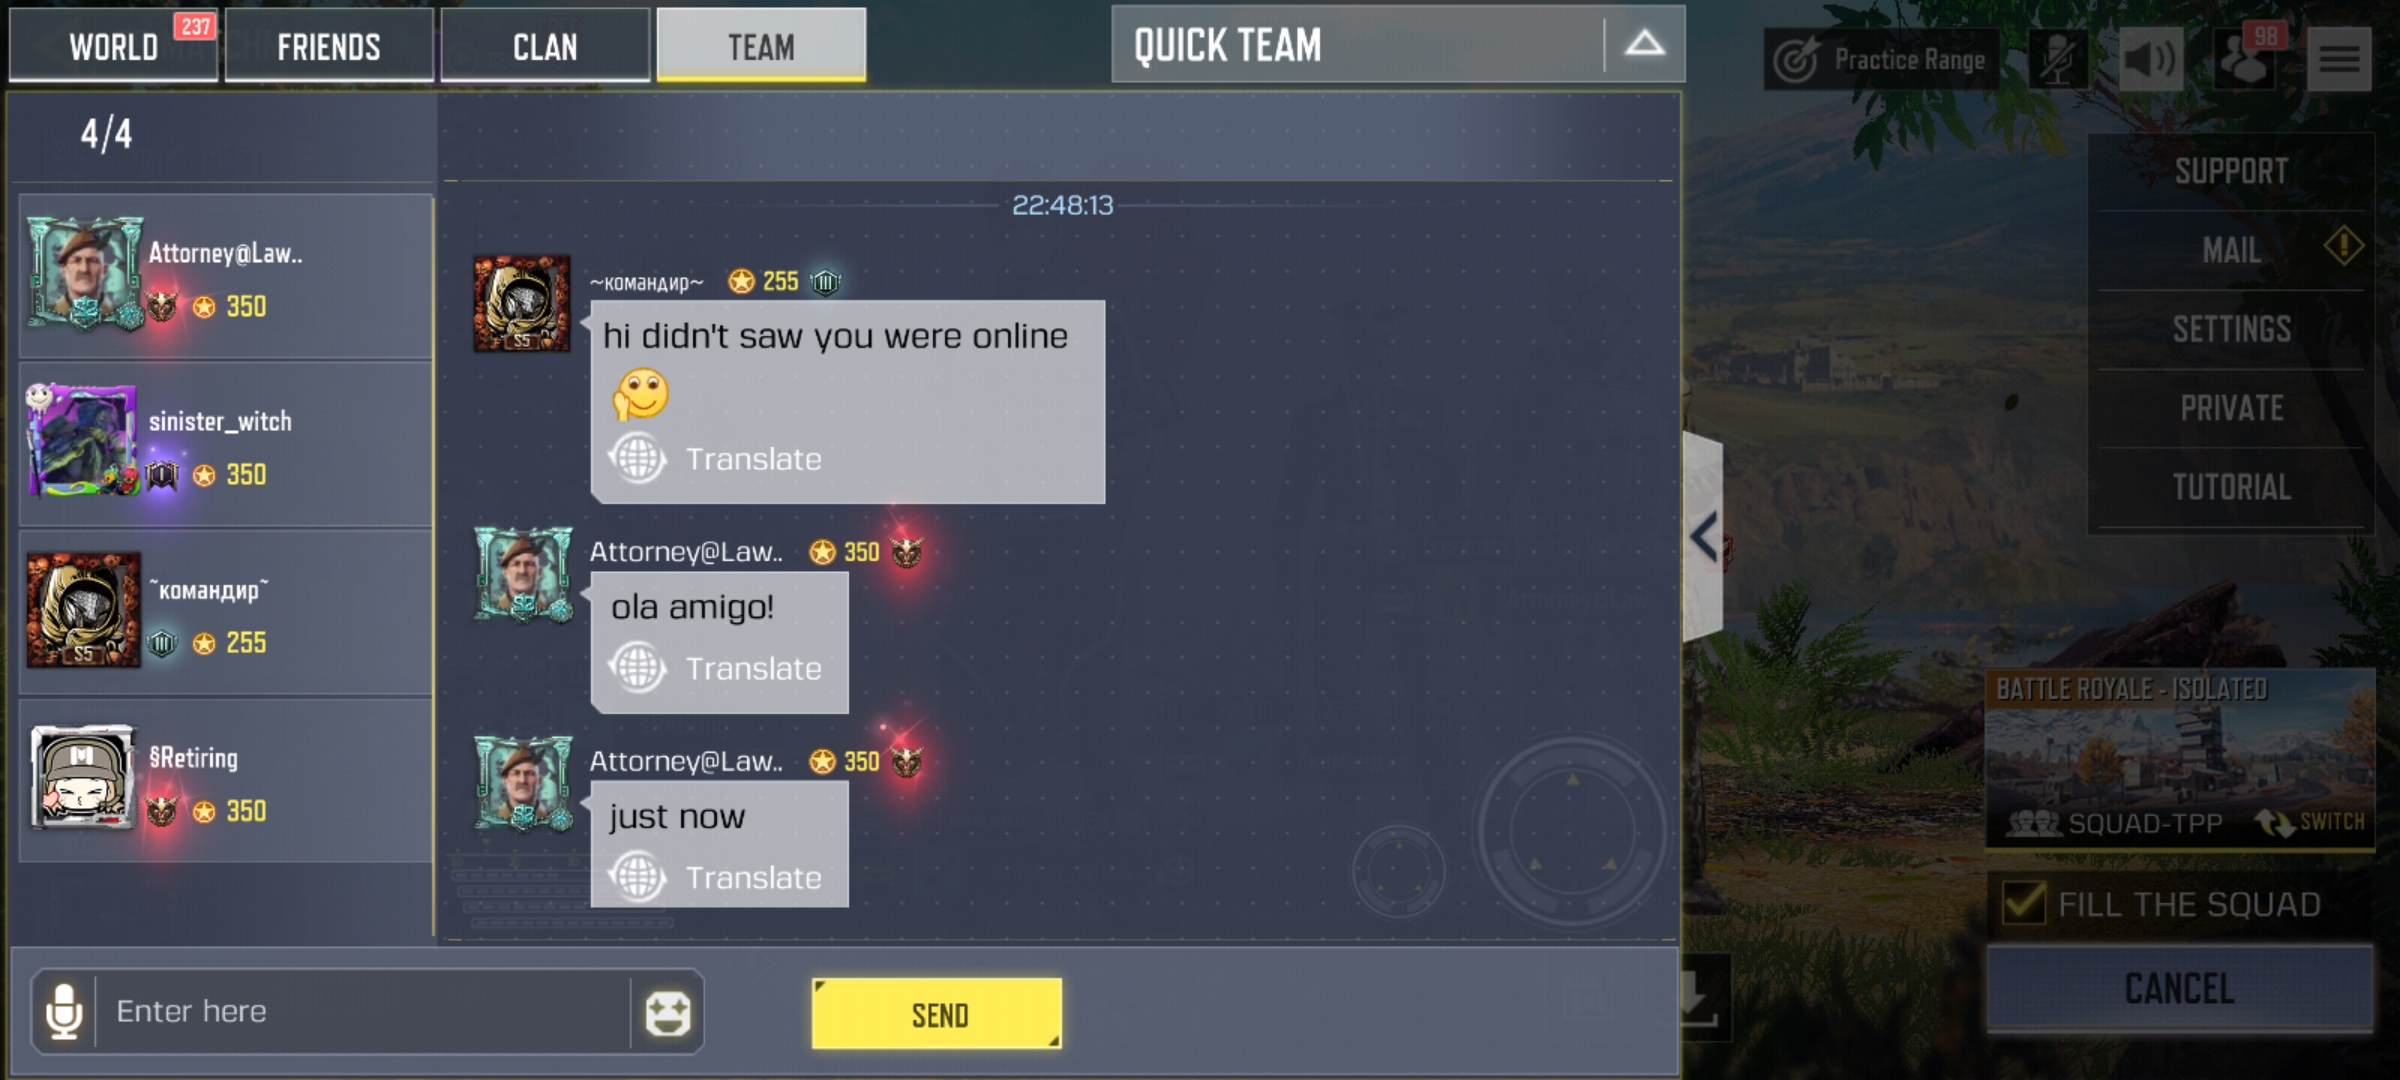 WORLD
237
FRIENDS
CLAN
TEAM
QUICK TEAM
Practice Range
98
4/4
Attorney@Law..
350
sinister_witch
350
~командир~
S5
255
§Retiring
350
22:48:13
~командир~ 255
S5
hi didn't saw you were online
Translate
Attorney@Law.. 350
ola amigo!
Translate
Attorney@Law.. 350
just now
Translate
Enter here
SEND
SUPPORT
MAIL
SETTINGS
PRIVATE
TUTORIAL
BATTLE ROYALE - ISOLATED
SQUAD-TPP
SWITCH
FILL THE SQUAD
CANCEL